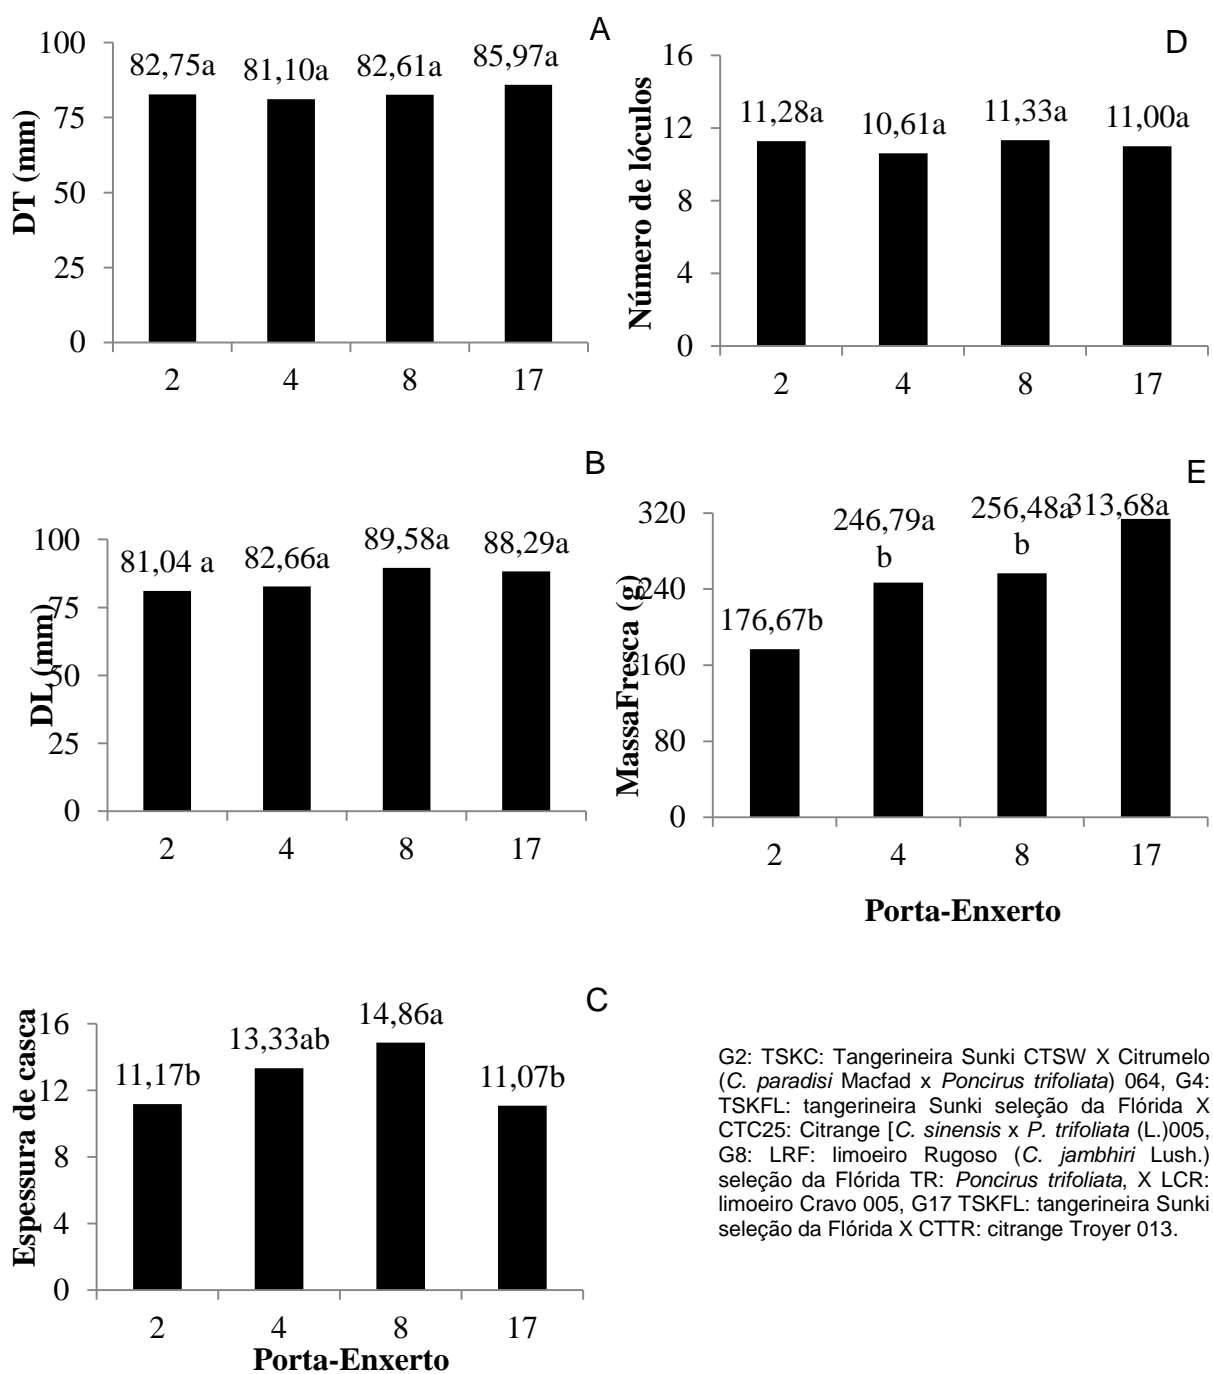 A
DT (mm)
100
75
50
25
0
82,75a 81,10a 82,61a 85,97a
2 4 8 17
B
DL (mm)
100
75
50
25
0
81,04 a 82,66a 89,58a 88,29a
2 4 8 17
C
Espessura de casca
16
12
8
4
0
11,17b 13,33ab 14,86a 11,07b
2 4 8 17
Porta-Enxerto
D
Número de lóculos
16
12
8
4
0
11,28a 10,61a 11,33a 11,00a
2 4 8 17
E
MassaFresca (g)
320
240
160
80
0
176,67b 246,79a
b
256,48a
b
313,68a
2 4 8 17
Porta-Enxerto
G2: TSKC: Tangerineira Sunki CTSW X Citrumelo
(C. paradisi Macfad x Poncirus trifoliata) 064, G4:
TSKFL: tangerineira Sunki seleção da Flórida X
CTC25: Citrange [C. sinensis x P. trifoliata (L.)005,
G8: LRF: limoeiro Rugoso (C. jambhiri Lush.)
seleção da Flórida TR: Poncirus trifoliata, X LCR:
limoeiro Cravo 005, G17 TSKFL: tangerineira Sunki
seleção da Flórida X CTTR: citrange Troyer 013.